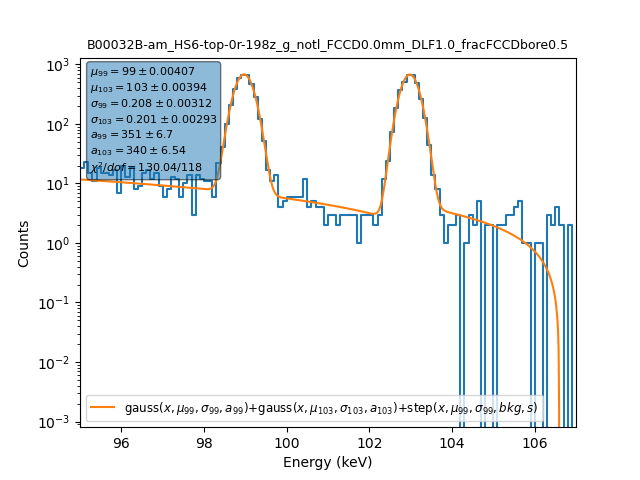 B00032B-am_HS6-top-0r-198z_g_notl_FCCD0.0mm_DLF1.0_fracFCCDbore0.5
μ₉₉ = 99 ± 0.00407
μ₁₀₃ = 103 ± 0.00394
σ₉₉ = 0.208 ± 0.00312
σ₁₀₃ = 0.201 ± 0.00293
a₉₉ = 351 ± 6.7
a₁₀₃ = 340 ± 6.54
χ²/dof = 130.04/118
10³
10²
10¹
10⁰
10⁻¹
10⁻²
10⁻³
Counts
gauss(x, μ₉₉, σ₉₉, a₉₉)+gauss(x, μ₁₀₃, σ₁₀₃, a₁₀₃)+step(x, μ₉₉, σ₉₉, bkg, s)
96 98 100 102 104 106
Energy (keV)